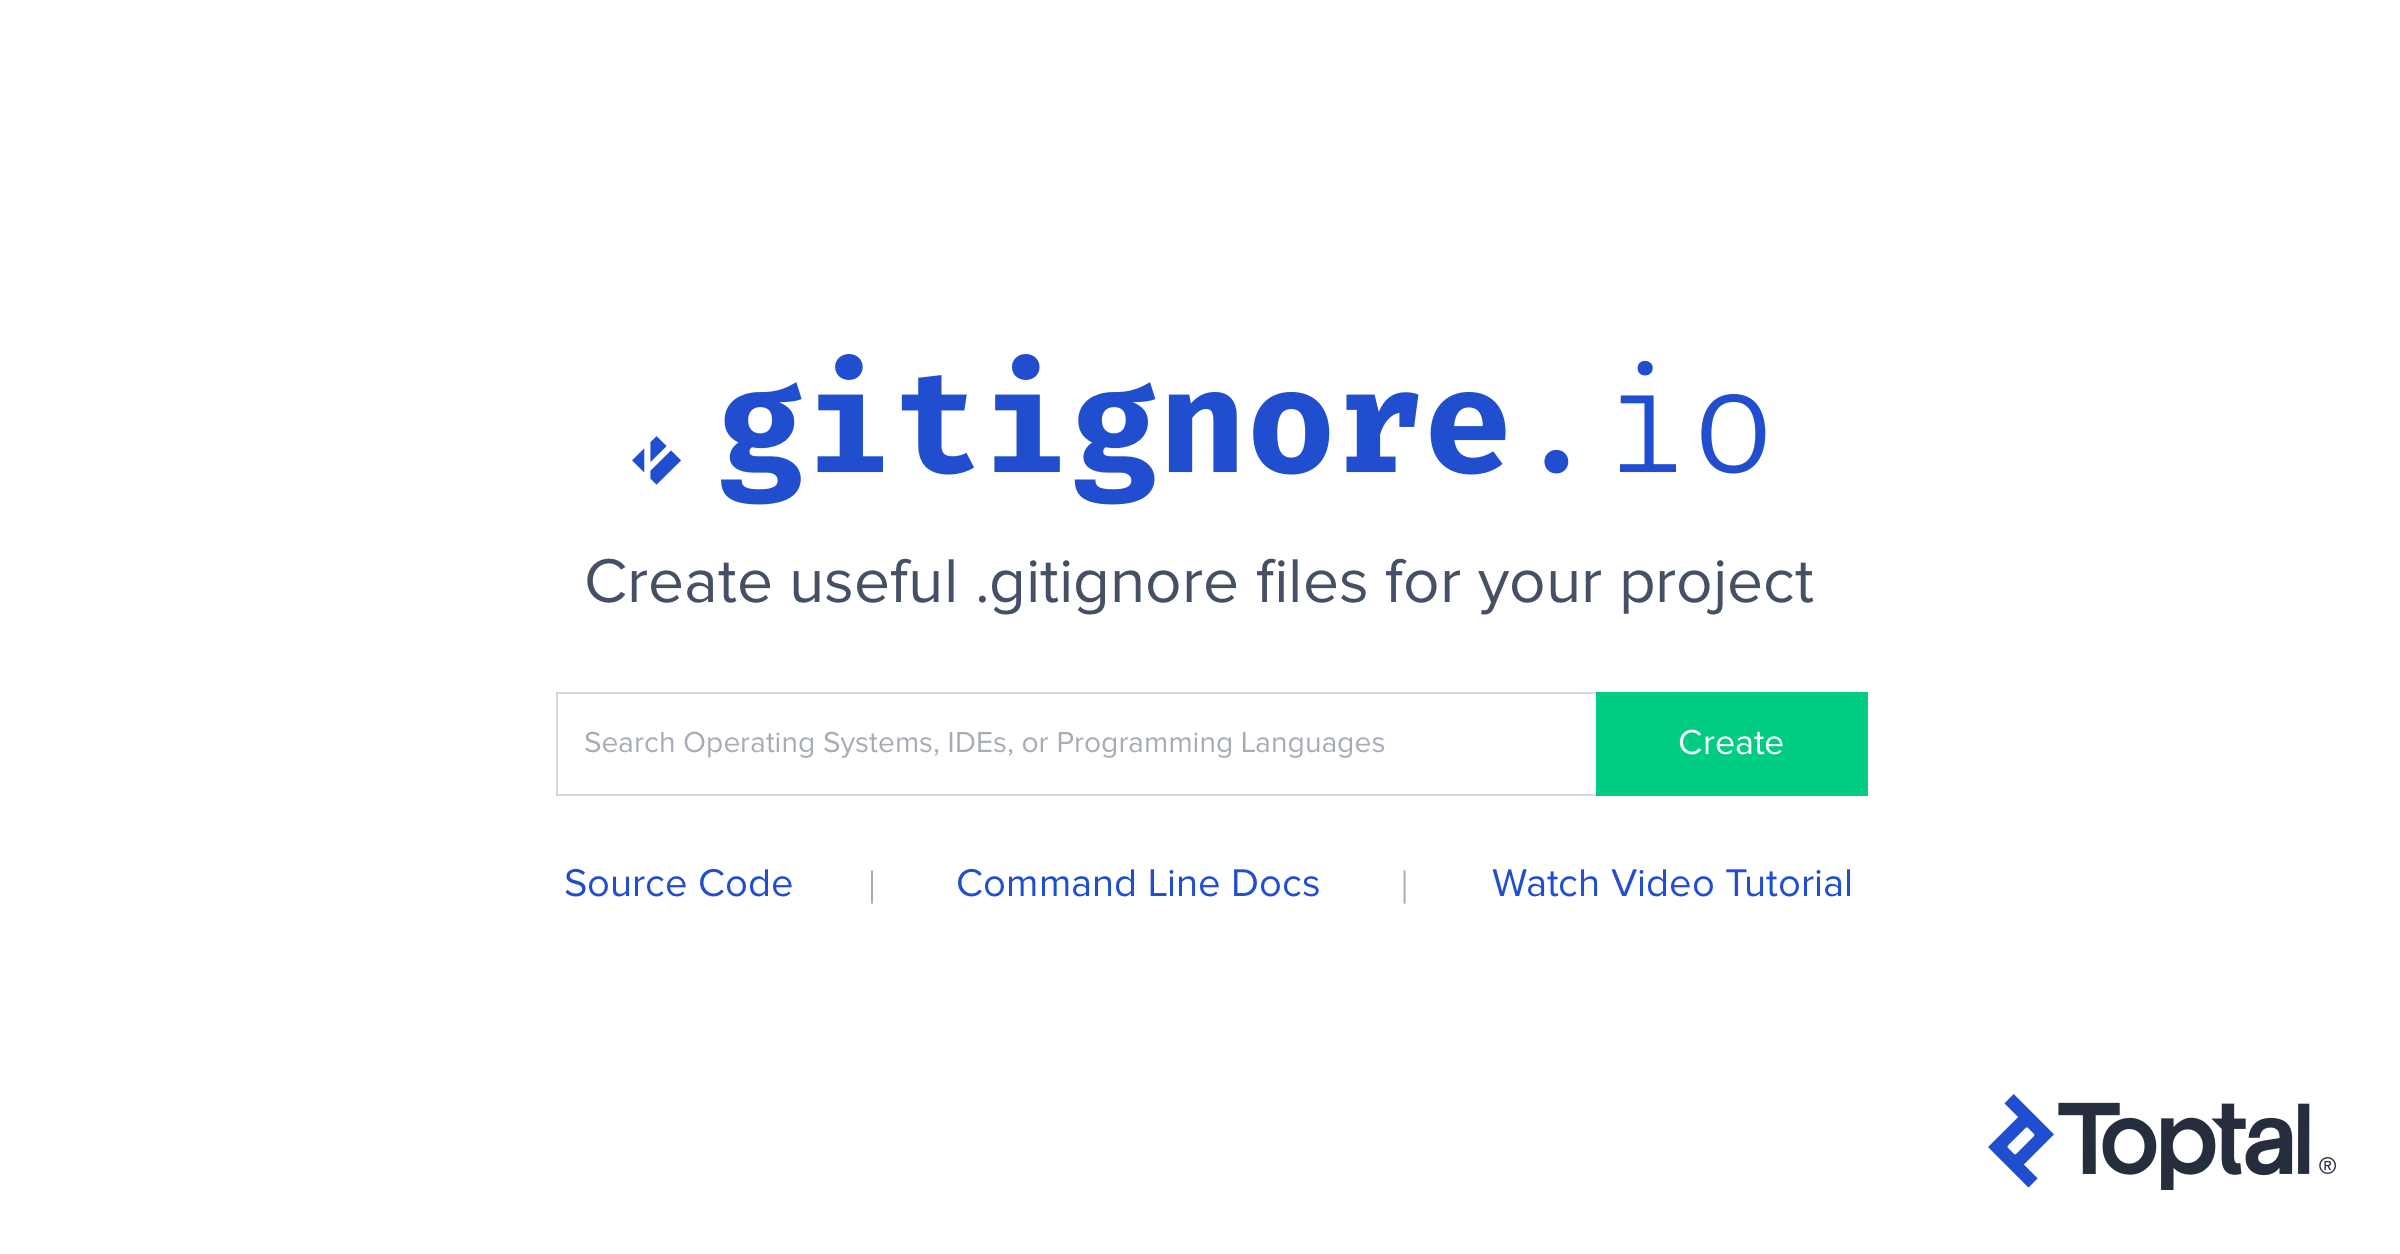 .gitignore.io
Create useful .gitignore files for your project
Search Operating Systems, IDEs, or Programming Languages
Create
Source Code | Command Line Docs | Watch Video Tutorial
Toptal®